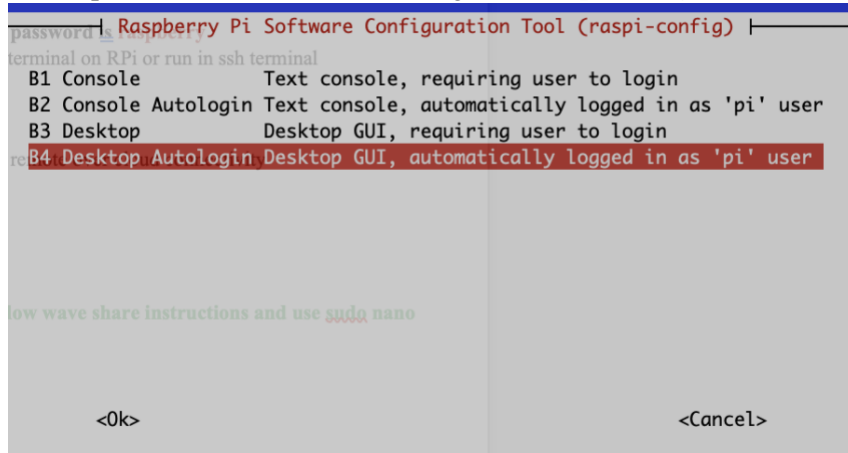 Raspberry Pi Software Configuration Tool (raspi-config)
password is raspberry
terminal on RPi or run in ssh terminal
B1 Console Text console, requiring user to login
B2 Console Autologin Text console, automatically logged in as 'pi' user
B3 Desktop Desktop GUI, requiring user to login
B4 Desktop Autologin Desktop GUI, automatically logged in as 'pi' user
low wave share instructions and use sudo nano
<Ok> <Cancel>